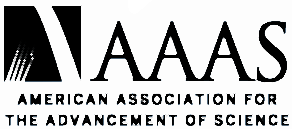 AAAS
AMERICAN ASSOCIATION FOR
THE ADVANCEMENT OF SCIENCE